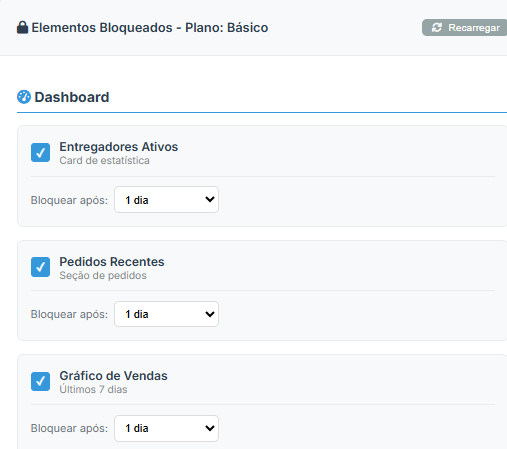 Elementos Bloqueados - Plano: Básico
Recarregar
Dashboard
Entregadores Ativos
Card de estatística
Bloquear após: 1 dia
Pedidos Recentes
Seção de pedidos
Bloquear após: 1 dia
Gráfico de Vendas
Últimos 7 dias
Bloquear após: 1 dia